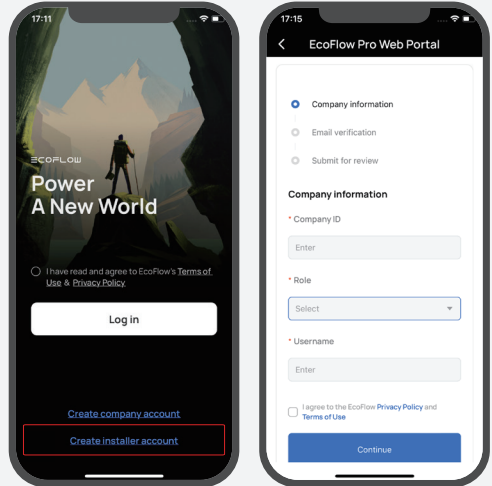 17:11
ECOFLOW
Power
A New World
I have read and agree to EcoFlow's Terms of
Use & Privacy Policy
Log in
Create company account
Create installer account
17:15
EcoFlow Pro Web Portal
Company information
Email verification
Submit for review
Company information
* Company ID
Enter
* Role
Select
* Username
Enter
I agree to the EcoFlow Privacy Policy and
Terms of Use
Continue